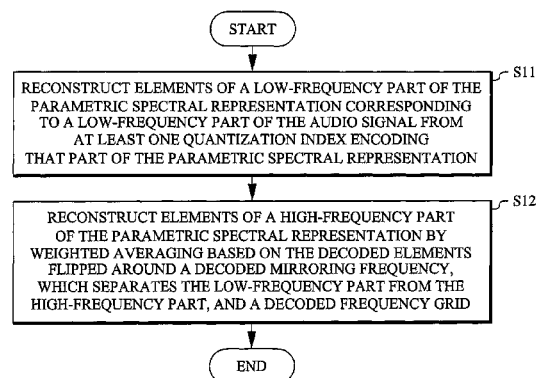 START
S11
RECONSTRUCT ELEMENTS OF A LOW-FREQUENCY PART OF THE
PARAMETRIC SPECTRAL REPRESENTATION CORRESPONDING
TO A LOW-FREQUENCY PART OF THE AUDIO SIGNAL FROM
AT LEAST ONE QUANTIZATION INDEX ENCODING
THAT PART OF THE PARAMETRIC SPECTRAL REPRESENTATION
S12
RECONSTRUCT ELEMENTS OF A HIGH-FREQUENCY PART
OF THE PARAMETRIC SPECTRAL REPRESENTATION BY
WEIGHTED AVERAGING BASED ON THE DECODED ELEMENTS
FLIPPED AROUND A DECODED MIRRORING FREQUENCY,
WHICH SEPARATES THE LOW-FREQUENCY PART FROM THE
HIGH-FREQUENCY PART, AND A DECODED FREQUENCY GRID
END